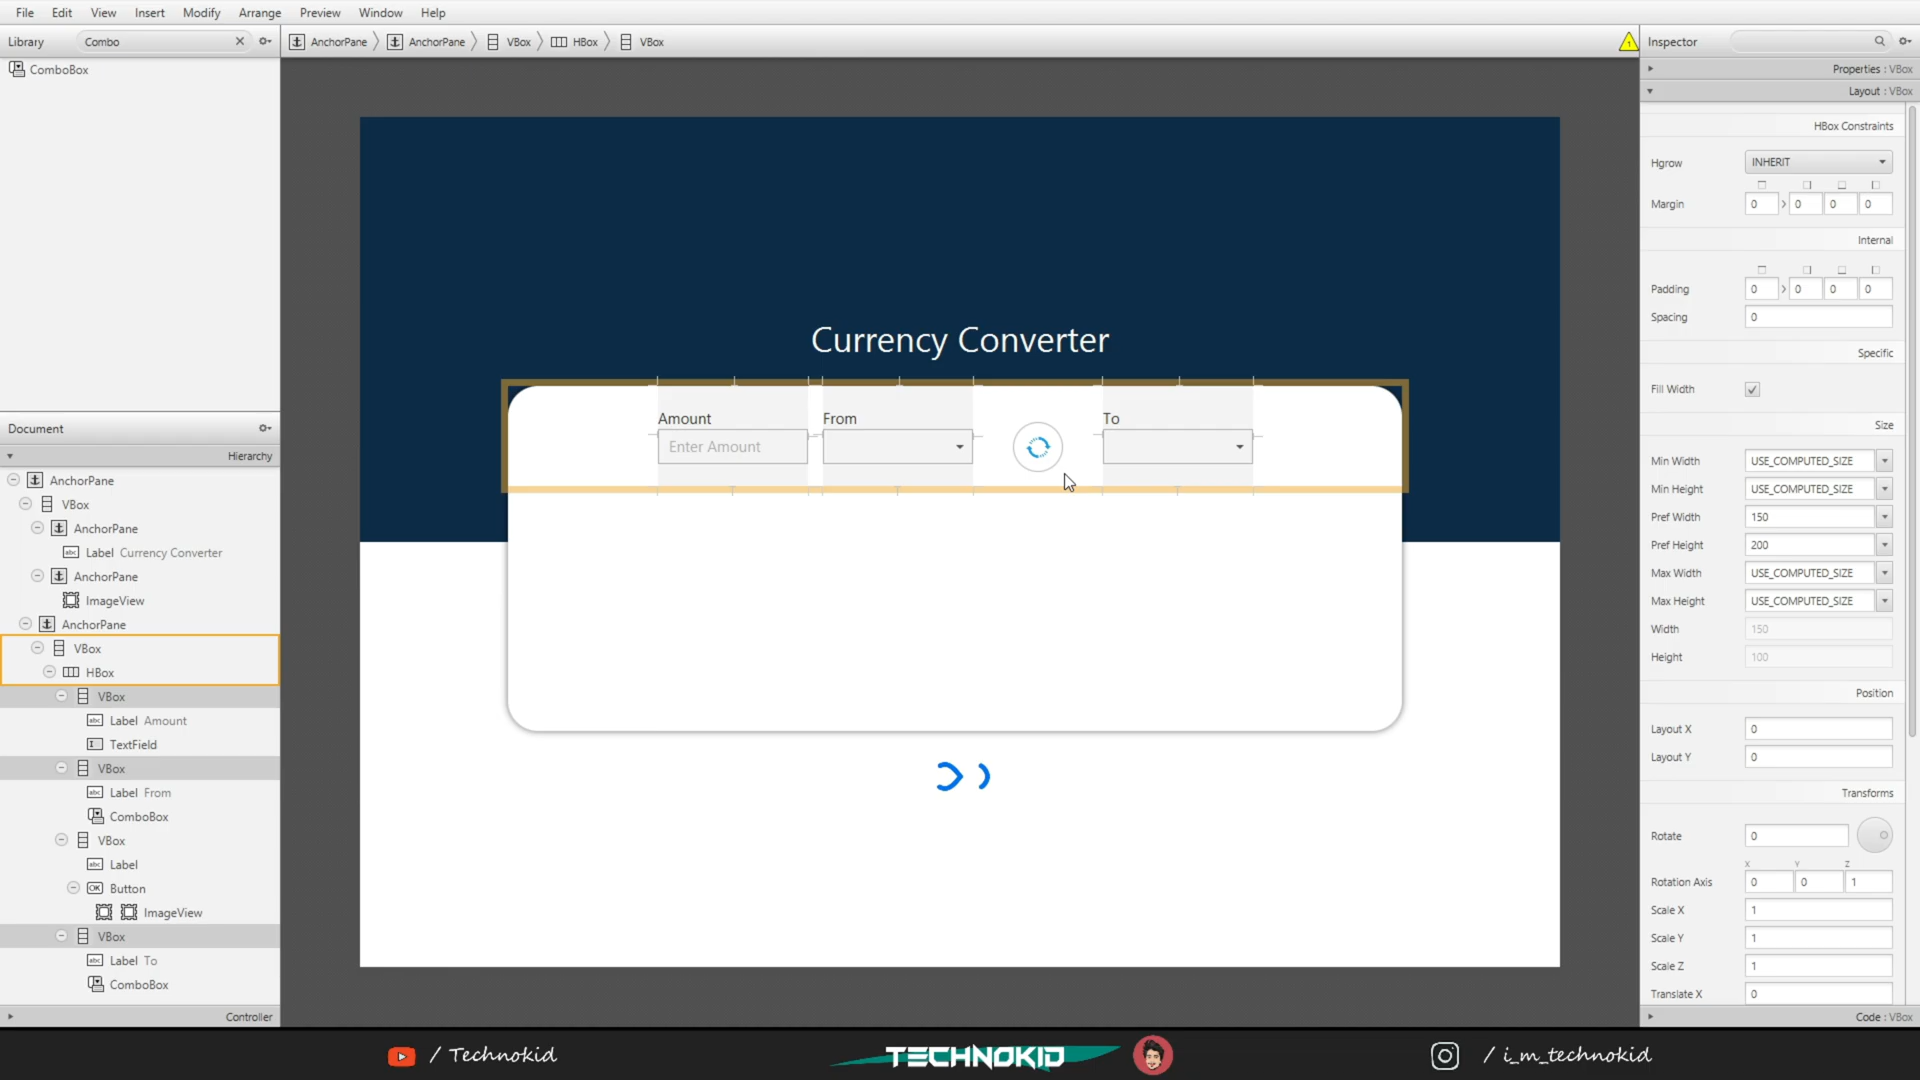 File Edit View Insert Modify Arrange Preview Window Help
Library Combo
AnchorPane AnchorPane VBox HBox VBox
Inspector
ComboBox
Properties : VBox
Layout : VBox
HBox Constraints
Hgrow INHERIT
Margin 0 0 0 0
Internal
Padding 0 0 0 0
Spacing 0
Specific
Fill Width
Size
Min Width USE_COMPUTED_SIZE
Min Height USE_COMPUTED_SIZE
Pref Width 150
Pref Height 200
Max Width USE_COMPUTED_SIZE
Max Height USE_COMPUTED_SIZE
Width 150
Height 100
Position
Layout X 0
Layout Y 0
Transforms
Rotate 0
X Y Z
Rotation Axis 0 0 1
Scale X 1
Scale Y 1
Scale Z 1
Translate X 0
Code : VBox
Currency Converter
Amount From To
Enter Amount
Document
Hierarchy
AnchorPane
VBox
AnchorPane
abc Label Currency Converter
AnchorPane
ImageView
AnchorPane
VBox
HBox
VBox
abc Label Amount
TextField
VBox
abc Label From
ComboBox
VBox
abc Label
OK Button
ImageView
VBox
abc Label To
ComboBox
Controller
/ Technokid
TECHNOKID
/ i_m_technokid